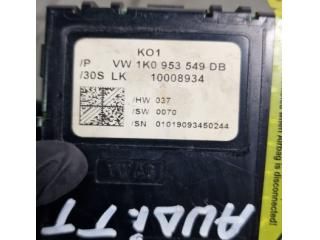 KO1
/P VW 1K0 953 549 DB
/30S LK 10008934
/HW 037
/SW 0070
/SN 01019093450244
AUDI TT
airbag is disconnected!